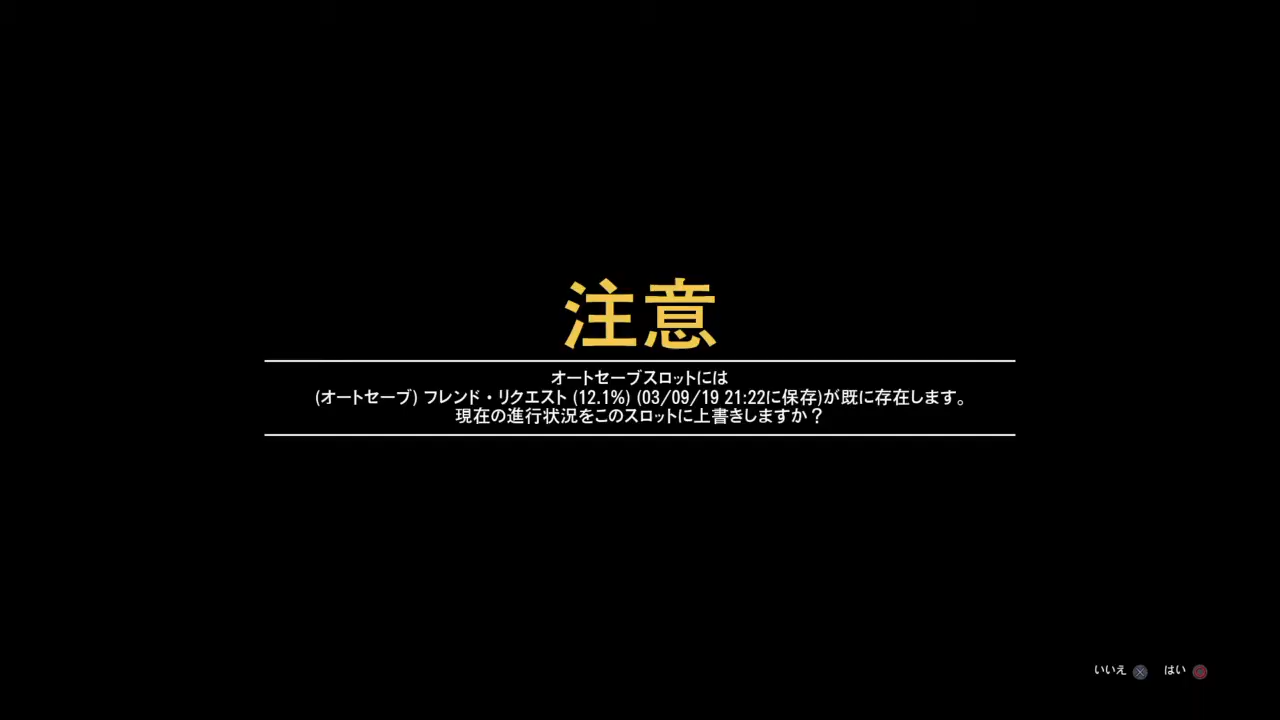 注意
オートセーブスロットには
(オートセーブ) フレンド・リクエスト (12.1%) (03/09/19 21:22に保存)が既に存在します。
現在の進行状況をこのスロットに上書きしますか？
いいえ はい